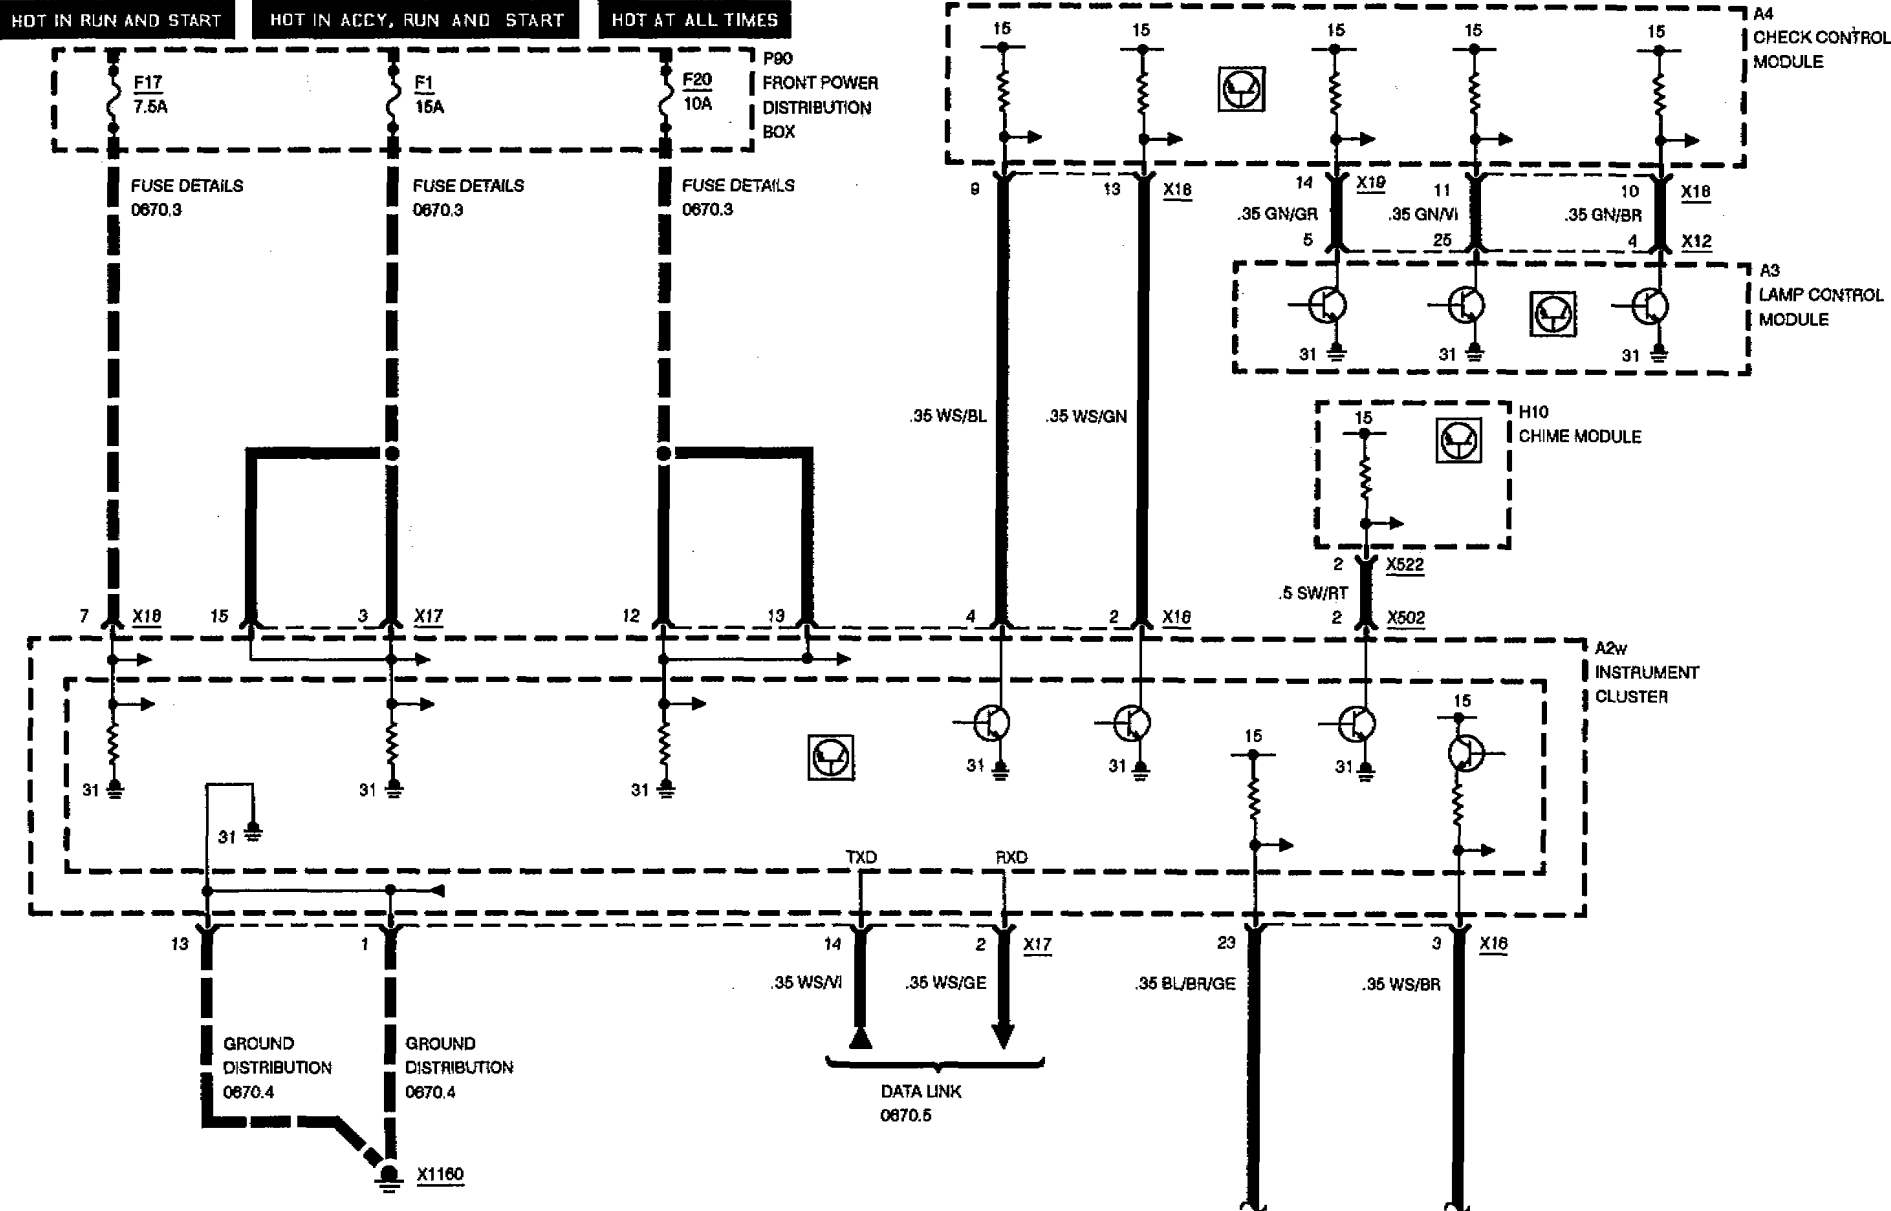 HOT IN RUN AND START
HOT IN ACCY, RUN AND START
HOT AT ALL TIMES
F17
7.5A
F1
15A
F20
10A
P90
FRONT POWER
DISTRIBUTION
BOX
15
15
15
15
15
A4
CHECK CONTROL
MODULE
FUSE DETAILS
0670.3
FUSE DETAILS
0670.3
FUSE DETAILS
0670.3
9
13
X18
14
X19
11
10
X18
.35 GN/GR
.35 GN/VI
.35 GN/BR
5
25
4
X12
A3
LAMP CONTROL
MODULE
31
31
31
.35 WS/BL
.35 WS/GN
15
H10
CHIME MODULE
2
X522
.5 SW/RT
2
X502
7
X16
15
3
X17
12
13
4
2
X16
A2w
INSTRUMENT
CLUSTER
15
15
31
31
31
31
31
31
31
TXD
RXD
13
1
14
2
X17
23
3
X16
.35 WS/VI
.35 WS/GE
.35 BL/BR/GE
.35 WS/BR
GROUND
DISTRIBUTION
0670.4
GROUND
DISTRIBUTION
0670.4
DATA LINK
0670.5
X1160